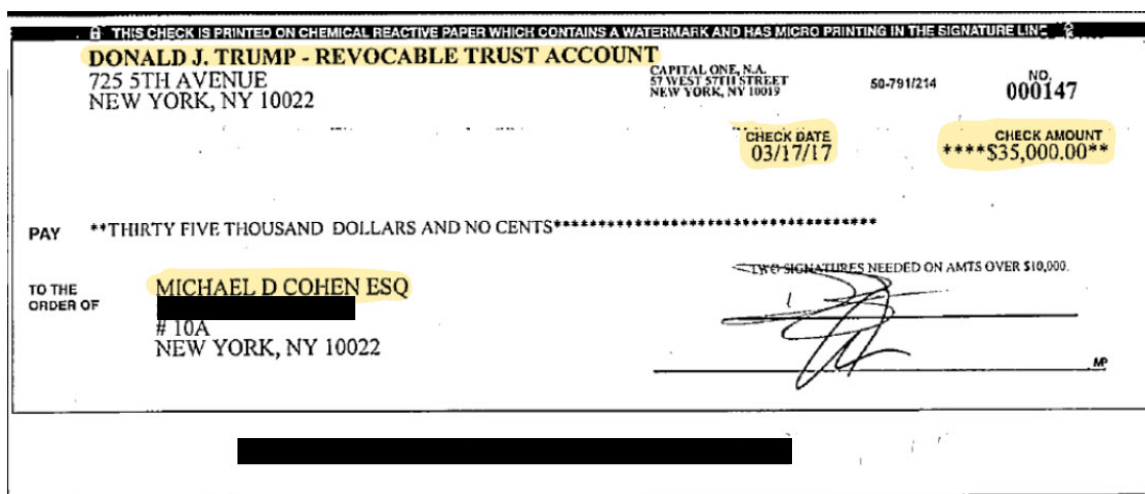 THIS CHECK IS PRINTED ON CHEMICAL REACTIVE PAPER WHICH CONTAINS A WATERMARK AND HAS MICRO PRINTING IN THE SIGNATURE LINE
DONALD J. TRUMP - REVOCABLE TRUST ACCOUNT
725 5TH AVENUE
NEW YORK, NY 10022
CAPITAL ONE, N.A.
57 WEST 57TH STREET
NEW YORK, NY 10019
50-791/214
NO.
000147
CHECK DATE
03/17/17
CHECK AMOUNT
****$35,000.00**
PAY **THIRTY FIVE THOUSAND DOLLARS AND NO CENTS************************************
TWO SIGNATURES NEEDED ON AMTS OVER $10,000.
TO THE
ORDER OF
MICHAEL D COHEN ESQ
# 10A
NEW YORK, NY 10022
MP